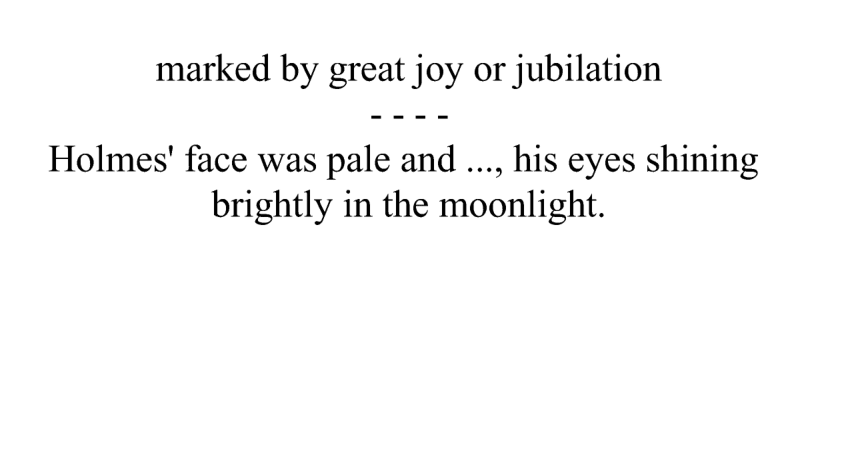 marked by great joy or jubilation
- - - -
Holmes' face was pale and ..., his eyes shining
brightly in the moonlight.